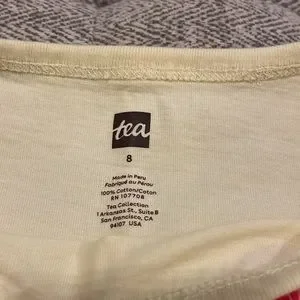 tea
8
Made in Peru
Fabriqué au Pérou
100% Cotton/Coton
RN 107708
Tea Collection
1 Arkansas St., Suite B
San Francisco, CA
94107 USA